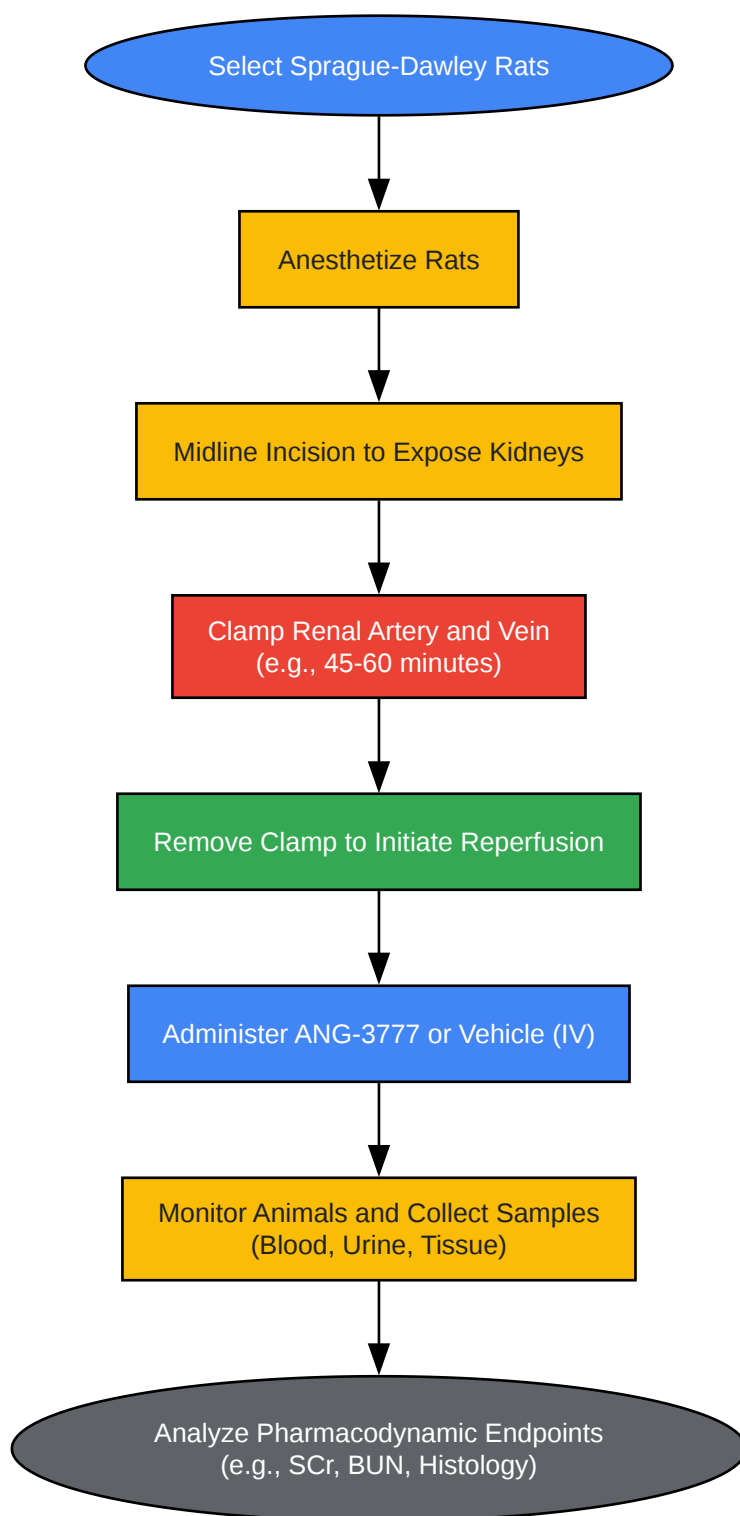 Select Sprague-Dawley Rats
Anesthetize Rats
Midline Incision to Expose Kidneys
Clamp Renal Artery and Vein
(e.g., 45-60 minutes)
Remove Clamp to Initiate Reperfusion
Administer ANG-3777 or Vehicle (IV)
Monitor Animals and Collect Samples
(Blood, Urine, Tissue)
Analyze Pharmacodynamic Endpoints
(e.g., SCr, BUN, Histology)